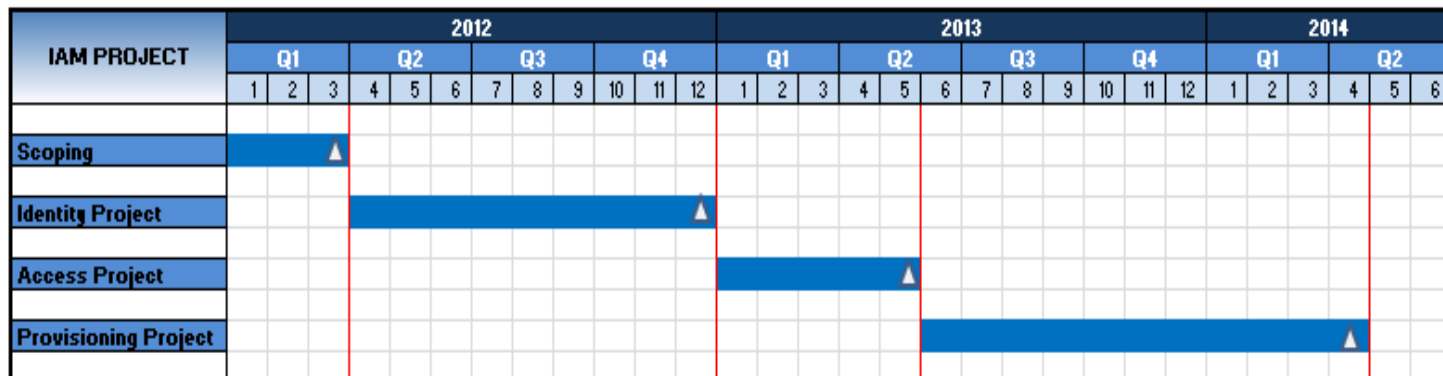 2012 2013 2014
IAM PROJECT
Q1 Q2 Q3 Q4 Q1 Q2 Q3 Q4 Q1 Q2
1 2 3 4 5 6 7 8 9 10 11 12 1 2 3 4 5 6 7 8 9 10 11 12 1 2 3 4 5 6
Scoping
Identity Project
Access Project
Provisioning Project